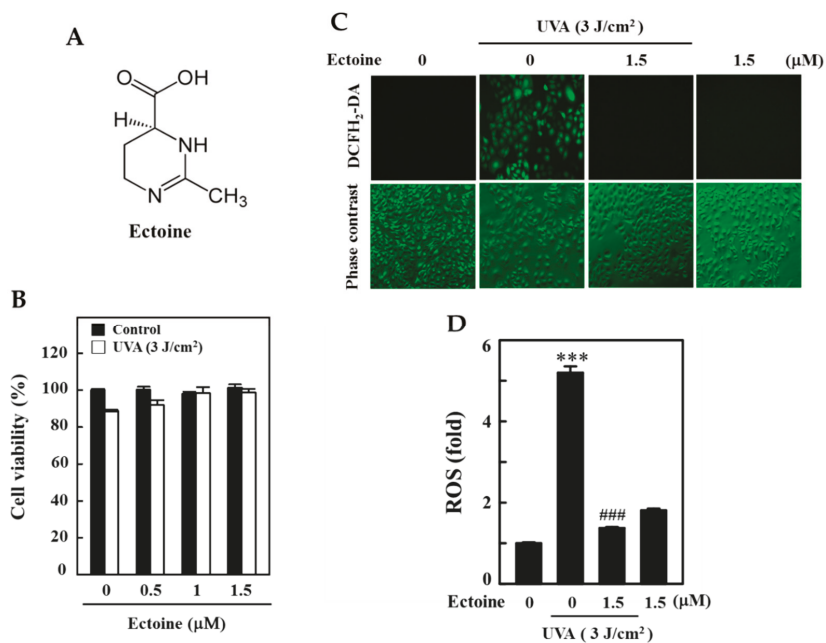 A
O
OH
H
NH
N
CH₃
Ectoine
B
Control
UVA (3 J/cm²)
Cell viability (%)
120
100
80
60
40
20
0
0 0.5 1 1.5
Ectoine (μM)
C
UVA (3 J/cm²)
Ectoine 0 0 1.5 1.5 (μM)
DCFH₂-DA
Phase contrast
D
ROS (fold)
6
4
2
0
***
###
Ectoine 0 0 1.5 1.5 (μM)
UVA ( 3 J/cm²)